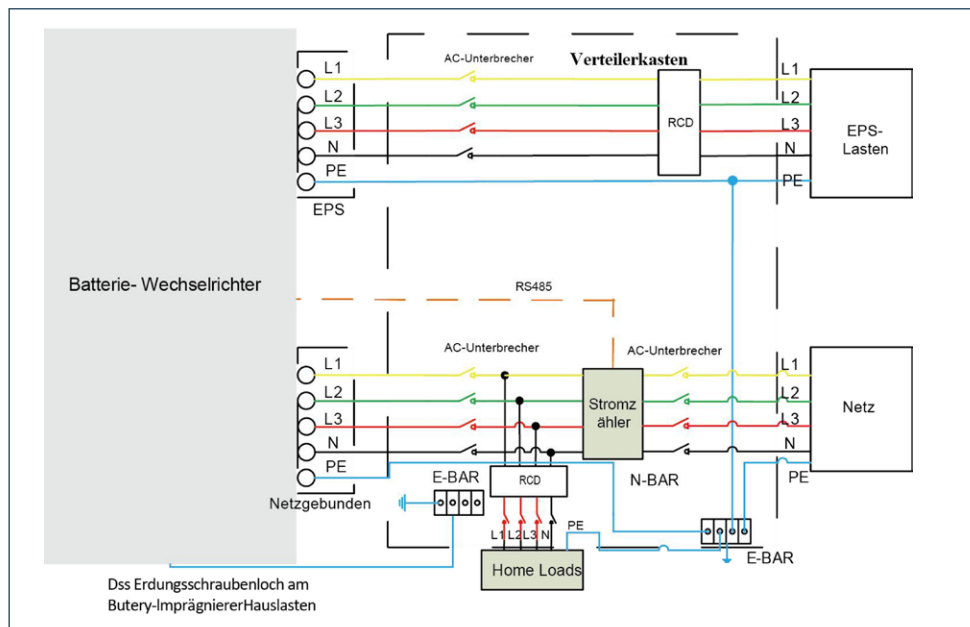 Verteilerkasten
AC-Unterbrecher
L1
L2
L3
N
PE
EPS
RCD
L1
L2
L3
N
PE
EPS-
Lasten
Batterie- Wechselrichter
RS485
AC-Unterbrecher
AC-Unterbrecher
L1
L2
L3
N
PE
Netzgebunden
Stromz
ähler
L1
L2
L3
N
PE
Netz
E-BAR
RCD
N-BAR
L1 L2 L3 N
PE
Home Loads
E-BAR
Dss Erdungsschraubenloch am
Butery-ImprägniererHauslasten